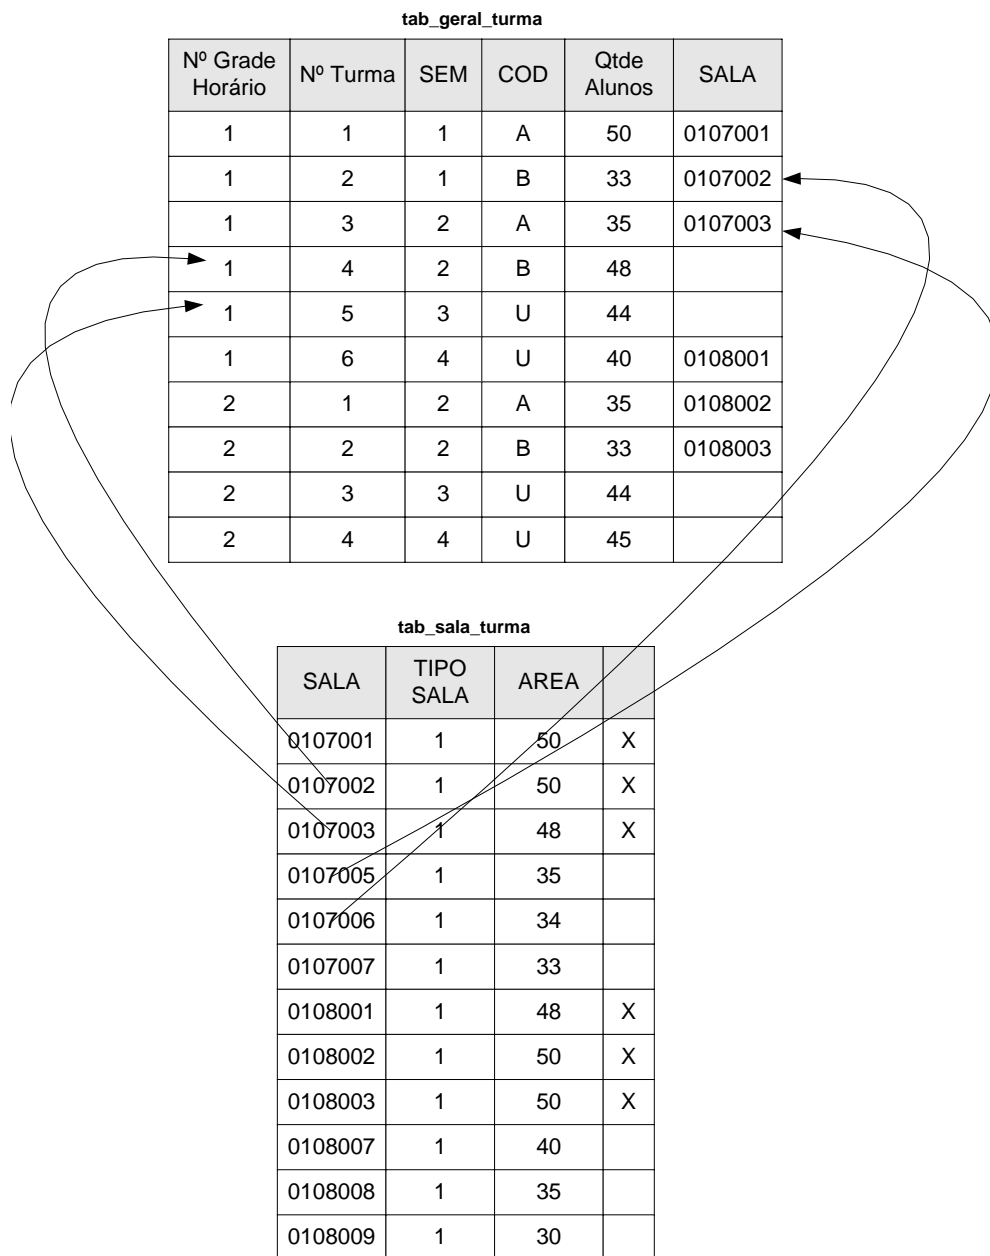 tab_geral_turma
Nº Grade Horário Nº Turma SEM COD Qtde Alunos SALA
1 1 1 A 50 0107001
1 2 1 B 33 0107002
1 3 2 A 35 0107003
1 4 2 B 48
1 5 3 U 44
1 6 4 U 40 0108001
2 1 2 A 35 0108002
2 2 2 B 33 0108003
2 3 3 U 44
2 4 4 U 45
tab_sala_turma
SALA TIPO SALA AREA
0107001 1 50 X
0107002 1 50 X
0107003 1 48 X
0107005 1 35
0107006 1 34
0107007 1 33
0108001 1 48 X
0108002 1 50 X
0108003 1 50 X
0108007 1 40
0108008 1 35
0108009 1 30